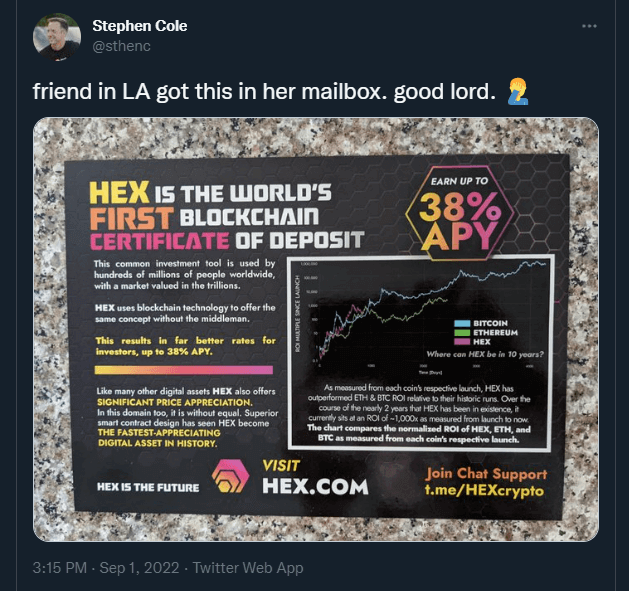 Stephen Cole
@sthenc
friend in LA got this in her mailbox. good lord. 🤦‍♂️
HEX IS THE WORLD'S
FIRST BLOCKCHAIN
CERTIFICATE OF DEPOSIT
EARN UP TO
38%
APY
This common investment tool is used by
hundreds of millions of people worldwide,
with a market valued in the trillions.
HEX uses blockchain technology to offer the
same concept without the middleman.
This results in far better rates for
investors, up to 38% APY.
Like many other digital assets HEX also offers
SIGNIFICANT PRICE APPRECIATION.
In this domain too, it is without equal. Superior
smart contract design has seen HEX become
THE FASTEST-APPRECIATING
DIGITAL ASSET IN HISTORY.
ROI MULTIPLE SINCE LAUNCH
BITCOIN
ETHEREUM
HEX
Where can HEX be in 10 years?
Time (Days)
As measured from each coin's respective launch, HEX has
outperformed ETH & BTC ROI relative to their historic runs. Over the
course of the nearly 2 years that HEX has been in existence, it
currently sits at an ROI of ~1,000x as measured from launch to now.
The chart compares the normalized ROI of HEX, ETH, and
BTC as measured from each coin's respective launch.
HEX IS THE FUTURE
VISIT
HEX.COM
Join Chat Support
t.me/HEXcrypto
3:15 PM · Sep 1, 2022 · Twitter Web App